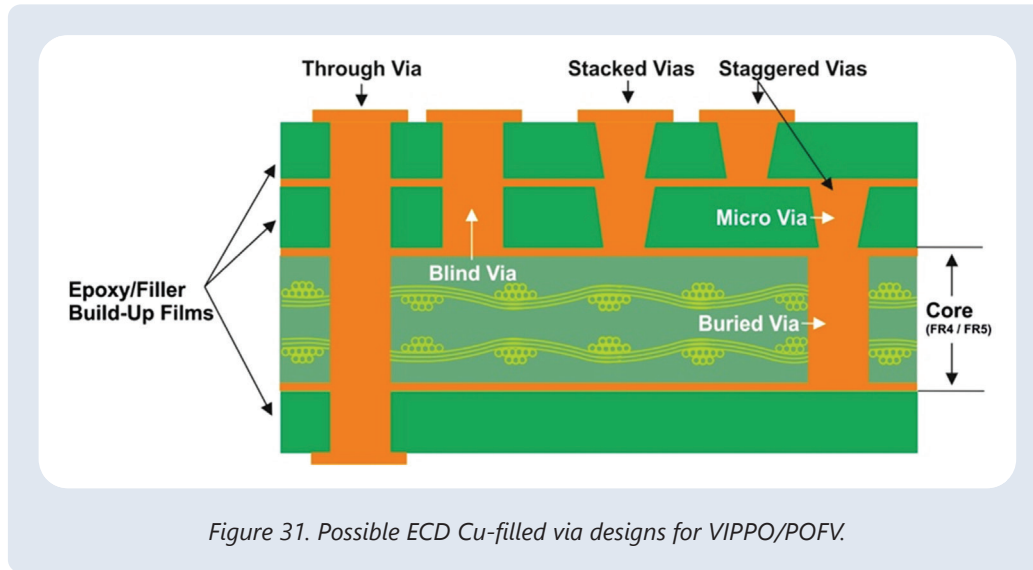 Through Via
Stacked Vias
Staggered Vias
Micro Via
Blind Via
Epoxy/Filler
Build-Up Films
Buried Via
Core
(FR4 / FR5)
Figure 31. Possible ECD Cu-filled via designs for VIPPO/POFV.